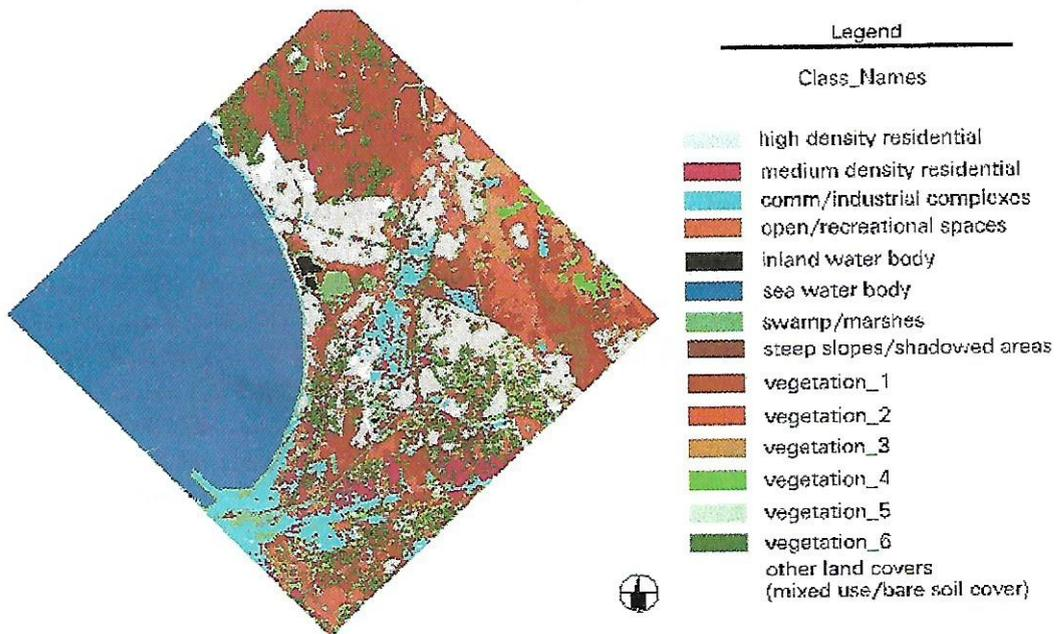 Legend
Class_Names
high density residential
medium density residential
comm/industrial complexes
open/recreational spaces
inland water body
sea water body
swamp/marshes
steep slopes/shadowed areas
vegetation_1
vegetation_2
vegetation_3
vegetation_4
vegetation_5
vegetation_6
other land covers
(mixed use/bare soil cover)